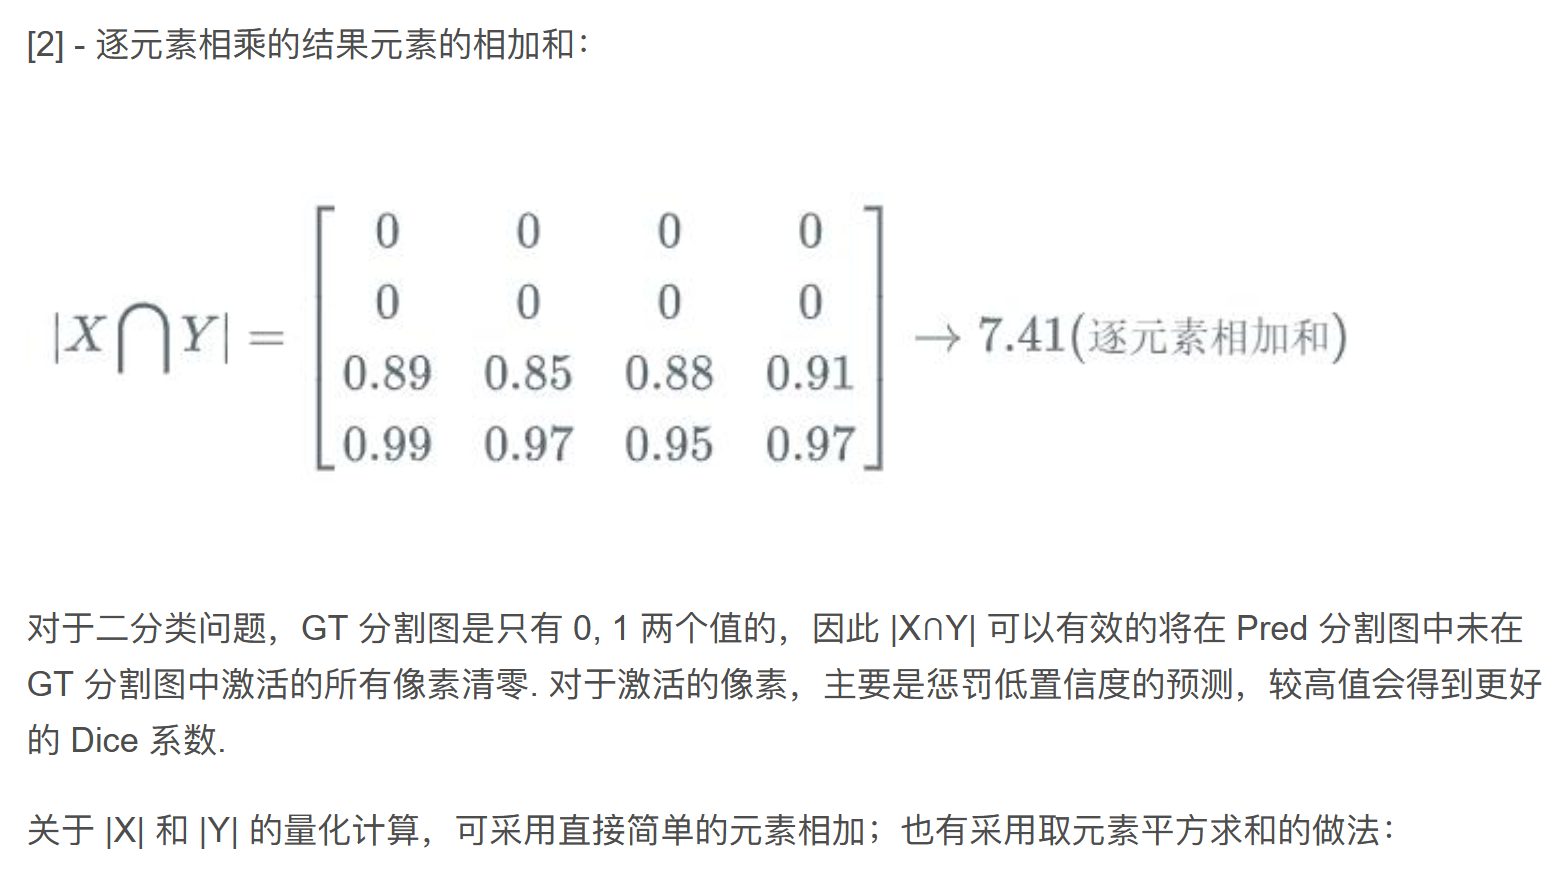 [2] - 逐元素相乘的结果元素的相加和：
0 0 0 0
0 0 0 0
|X⋂Y| = → 7.41(逐元素相加和)
0.89 0.85 0.88 0.91
0.99 0.97 0.95 0.97
对于二分类问题，GT 分割图是只有 0, 1 两个值的，因此 |X∩Y| 可以有效的将在 Pred 分割图中未在
GT 分割图中激活的所有像素清零. 对于激活的像素，主要是惩罚低置信度的预测，较高值会得到更好
的 Dice 系数.
关于 |X| 和 |Y| 的量化计算，可采用直接简单的元素相加；也有采用取元素平方求和的做法：